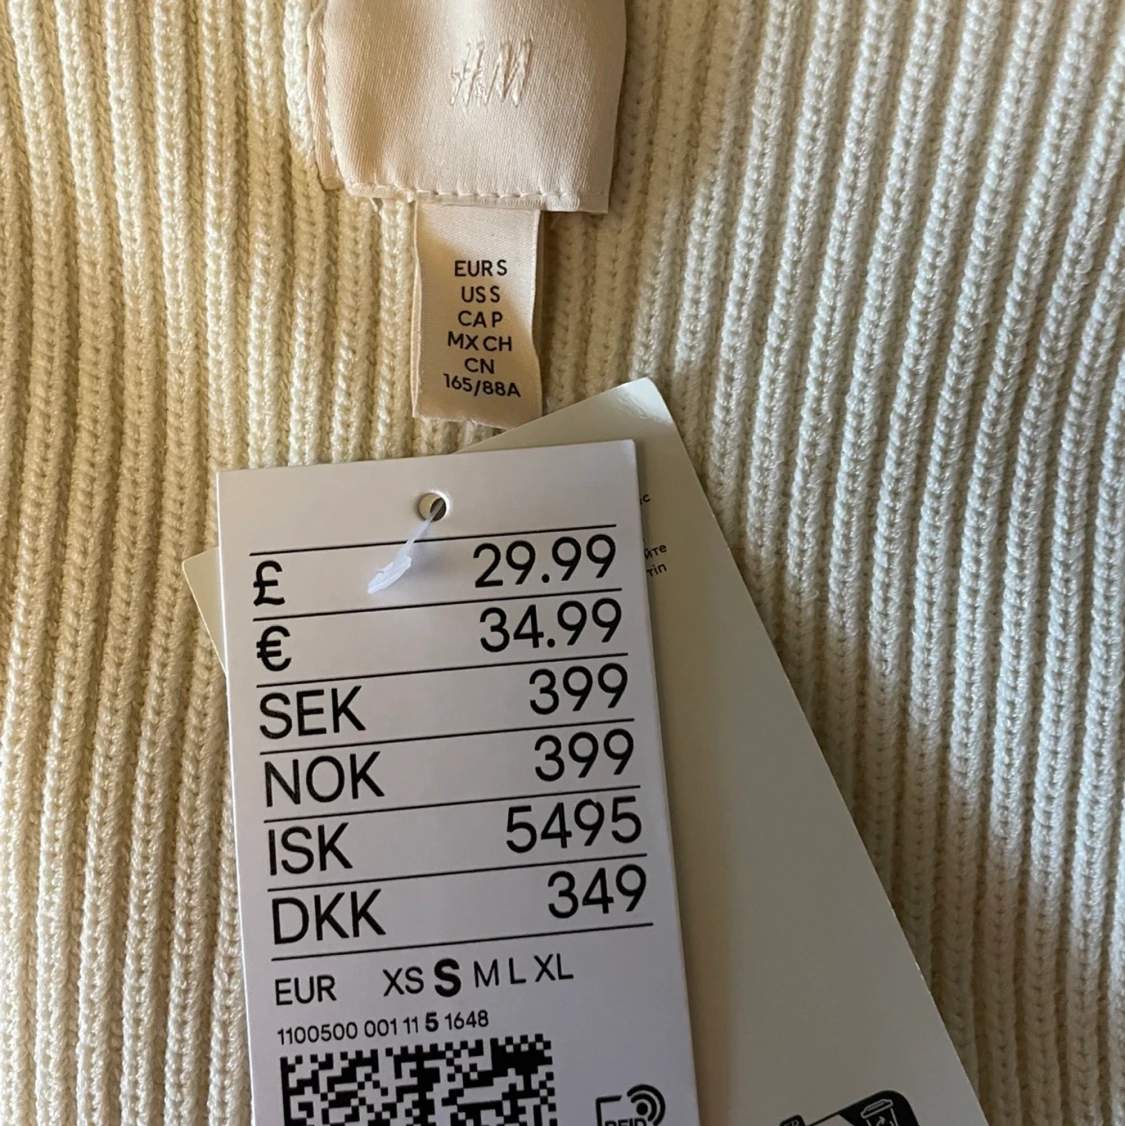 H&M
EUR S
US S
CA P
MX CH
CN
165/88A
£ 29.99
€ 34.99
SEK 399
NOK 399
ISK 5495
DKK 349
EUR XS S M L XL
1100500 001 11 5 1648
RFID